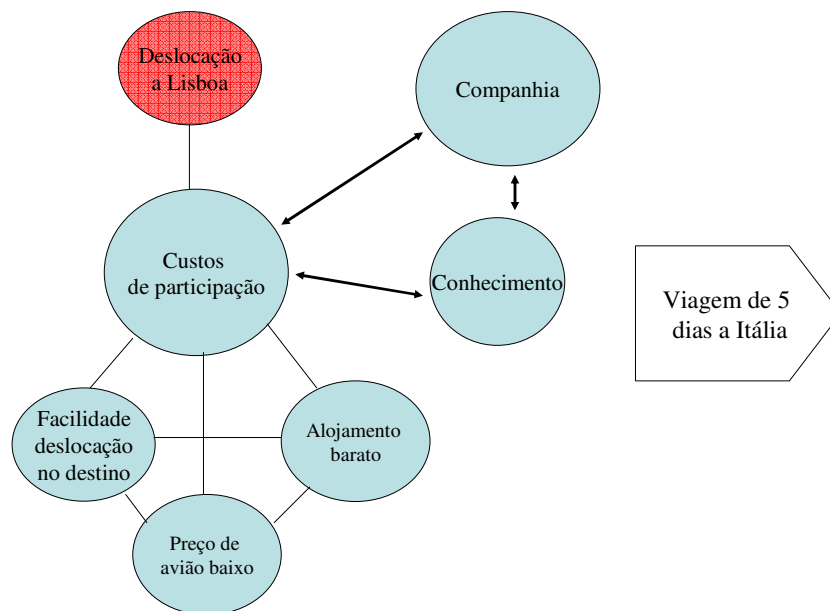 Deslocação
a Lisboa
Companhia
Custos
de participação
Conhecimento
Viagem de 5
dias a Itália
Facilidade
deslocação
no destino
Alojamento
barato
Preço de
avião baixo